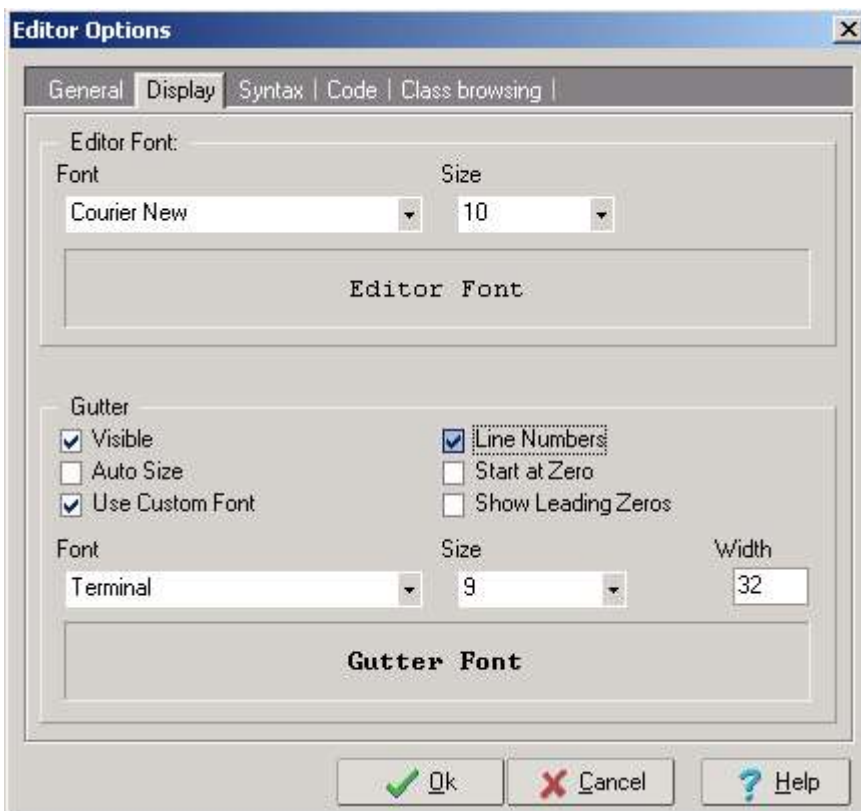 Editor Options
General | Display | Syntax | Code | Class browsing |
Editor Font:
Font Size
Courier New 10
Editor Font
Gutter
Visible Line Numbers
Auto Size Start at Zero
Use Custom Font Show Leading Zeros
Font Size Width
Terminal 9 32
Gutter Font
Ok Cancel Help